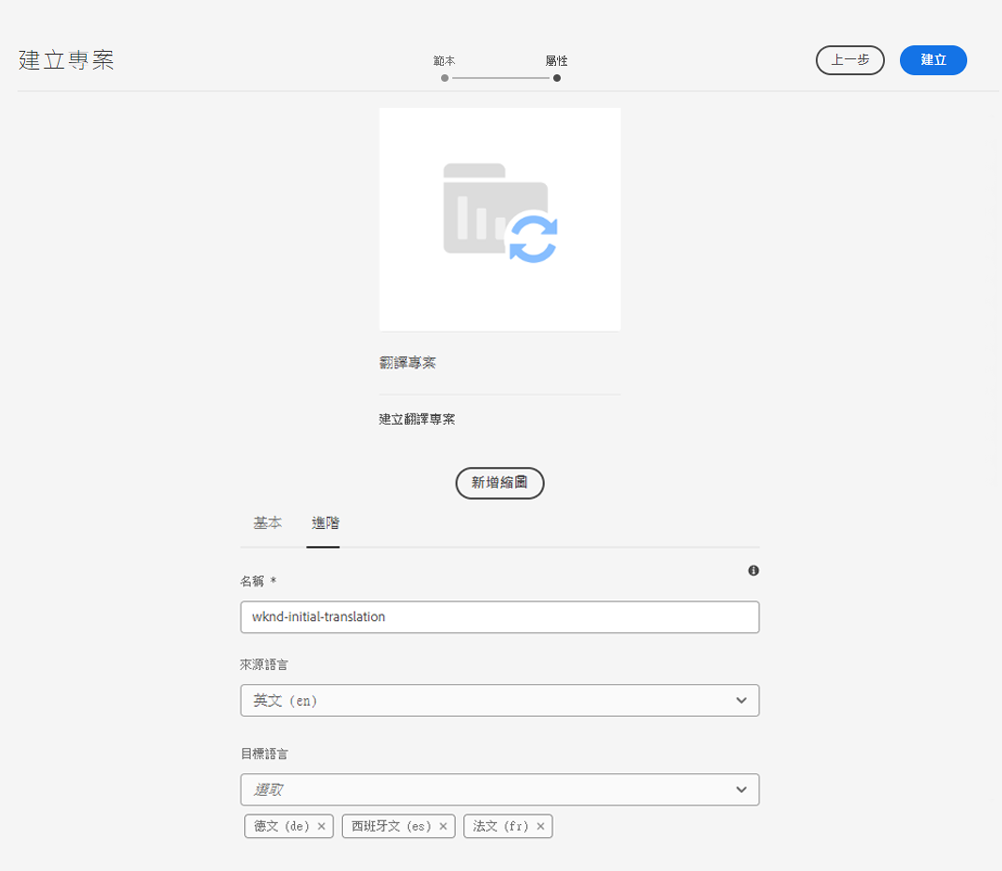 建立專案
範本
屬性
上一步
建立
翻譯專案
建立翻譯專案
新增縮圖
基本
進階
名稱 *
wknd-initial-translation
來源語言
英文 (en)
目標語言
選取
德文 (de) ×
西班牙文 (es) ×
法文 (fr) ×